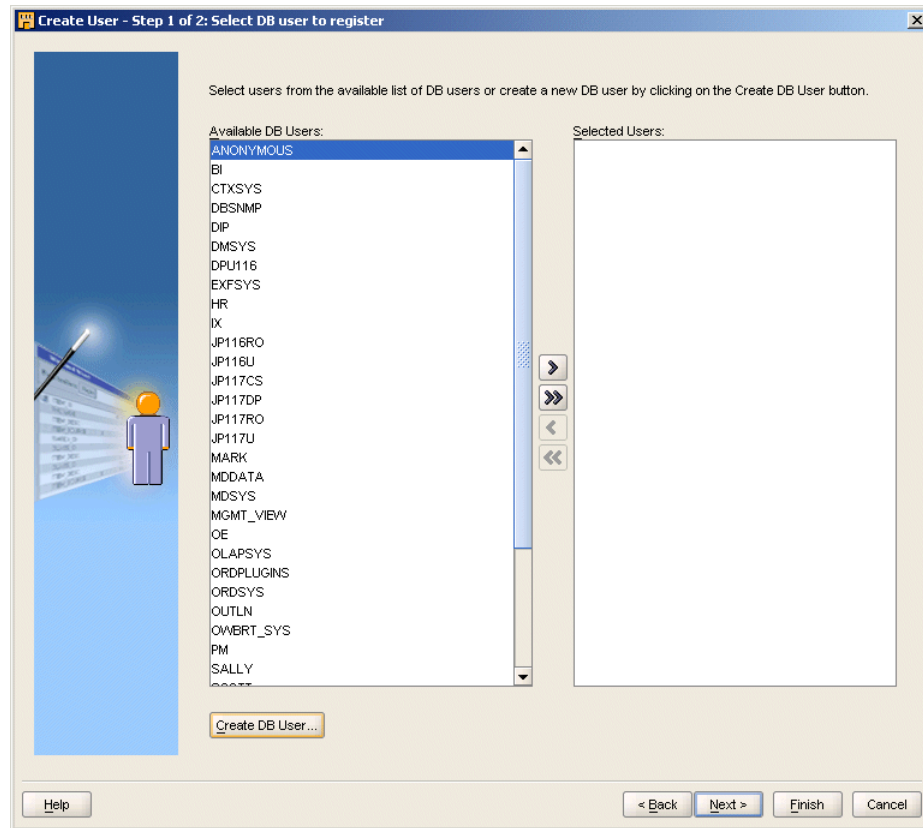 Create User - Step 1 of 2: Select DB user to register
Select users from the available list of DB users or create a new DB user by clicking on the Create DB User button.
Available DB Users:
Selected Users:
ANONYMOUS
BI
CTXSYS
DBSNMP
DIP
DMSYS
DPU116
EXFSYS
HR
IX
JP116RO
JP116U
JP117CS
JP117DP
JP117RO
JP117U
MARK
MDDATA
MDSYS
MGMT_VIEW
OE
OLAPSYS
ORDPLUGINS
ORDSYS
OUTLN
OWBRT_SYS
PM
SALLY
Create DB User...
Help
< Back
Next >
Finish
Cancel